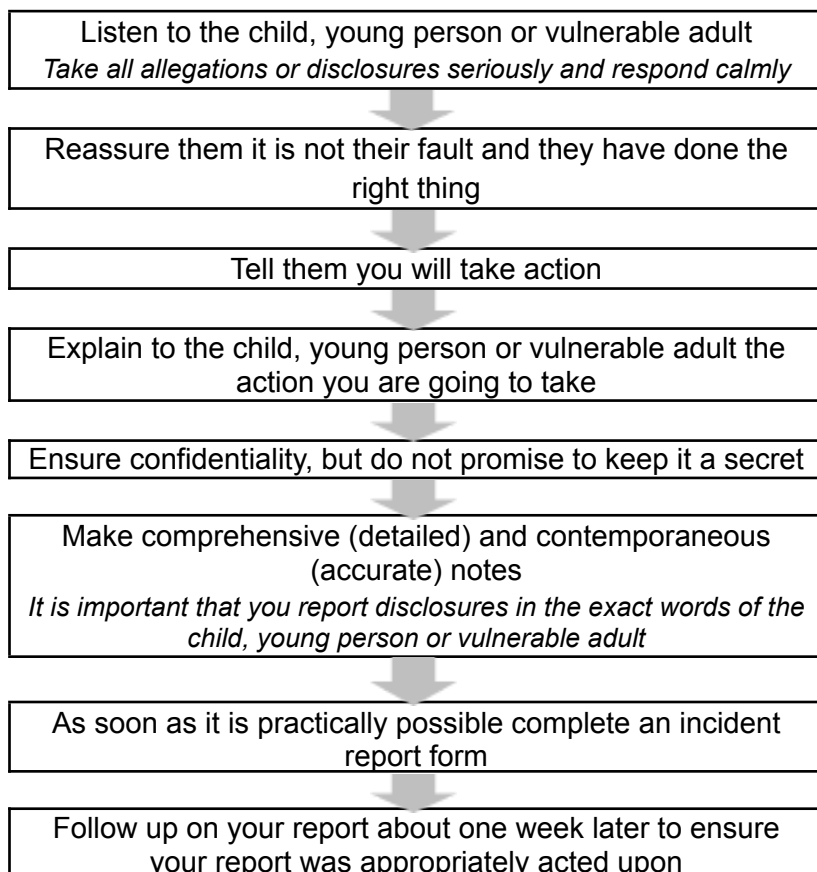 Listen to the child, young person or vulnerable adult
Take all allegations or disclosures seriously and respond calmly
Reassure them it is not their fault and they have done the
right thing
Tell them you will take action
Explain to the child, young person or vulnerable adult the
action you are going to take
Ensure confidentiality, but do not promise to keep it a secret
Make comprehensive (detailed) and contemporaneous
(accurate) notes
It is important that you report disclosures in the exact words of the
child, young person or vulnerable adult
As soon as it is practically possible complete an incident
report form
Follow up on your report about one week later to ensure
your report was appropriately acted upon